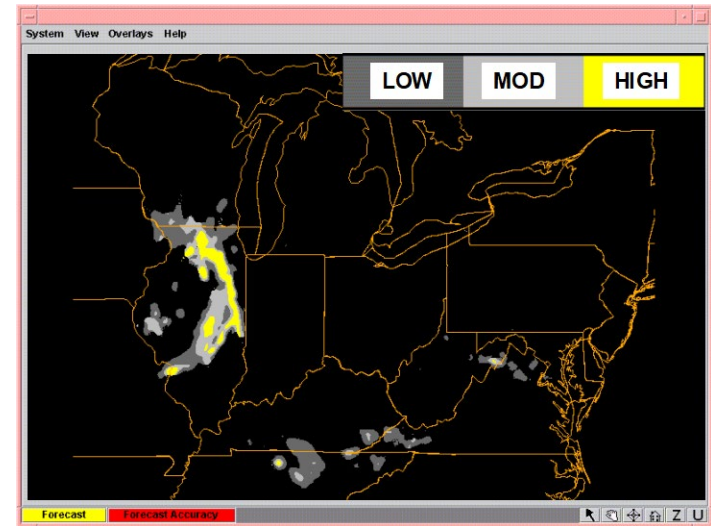 System View Overlays Help
LOW MOD HIGH
Forecast Forecast Accuracy Z U